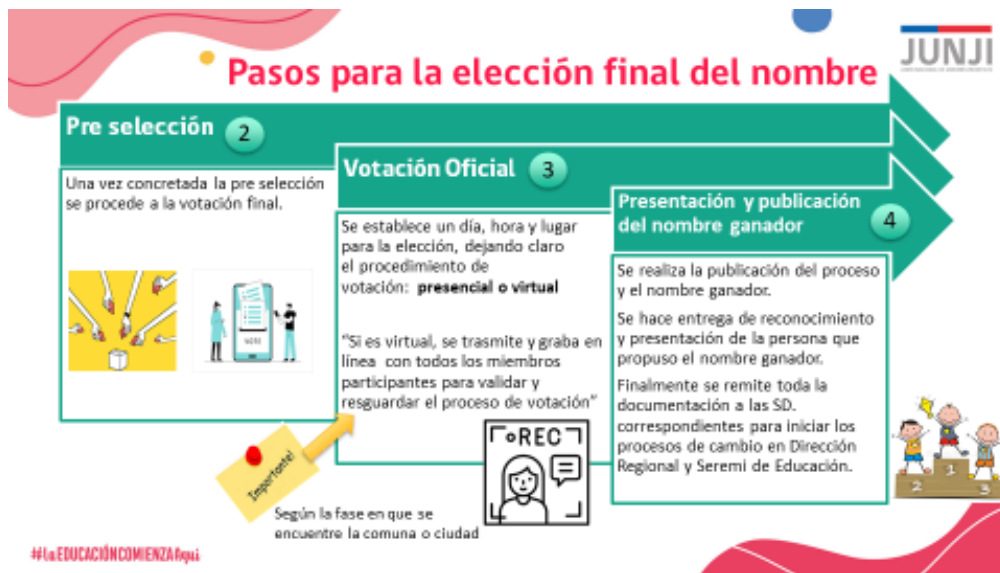 JUNJI
Pasos para la elección final del nombre
Pre selección 2
Una vez concretada la pre selección
se procede a la votación final.
VOTE
Votación Oficial 3
Se establece un día, hora y lugar
para la elección, dejando claro
el procedimiento de
votación: presencial o virtual
"Si es virtual, se trasmite y graba en
línea con todos los miembros
participantes para validar y
resguardar el proceso de votación"
REC
Importante!
Según la fase en que se
encuentre la comuna o ciudad
Presentación y publicación
del nombre ganador 4
Se realiza la publicación del proceso
y el nombre ganador.
Se hace entrega de reconocimiento
y presentación de la persona que
propuso el nombre ganador.
Finalmente se remite toda la
documentación a las SD.
correspondientes para iniciar los
procesos de cambio en Dirección
Regional y Seremi de Educación.
2 1 3
#LaEDUCACIÓNCOMIENZAAquí